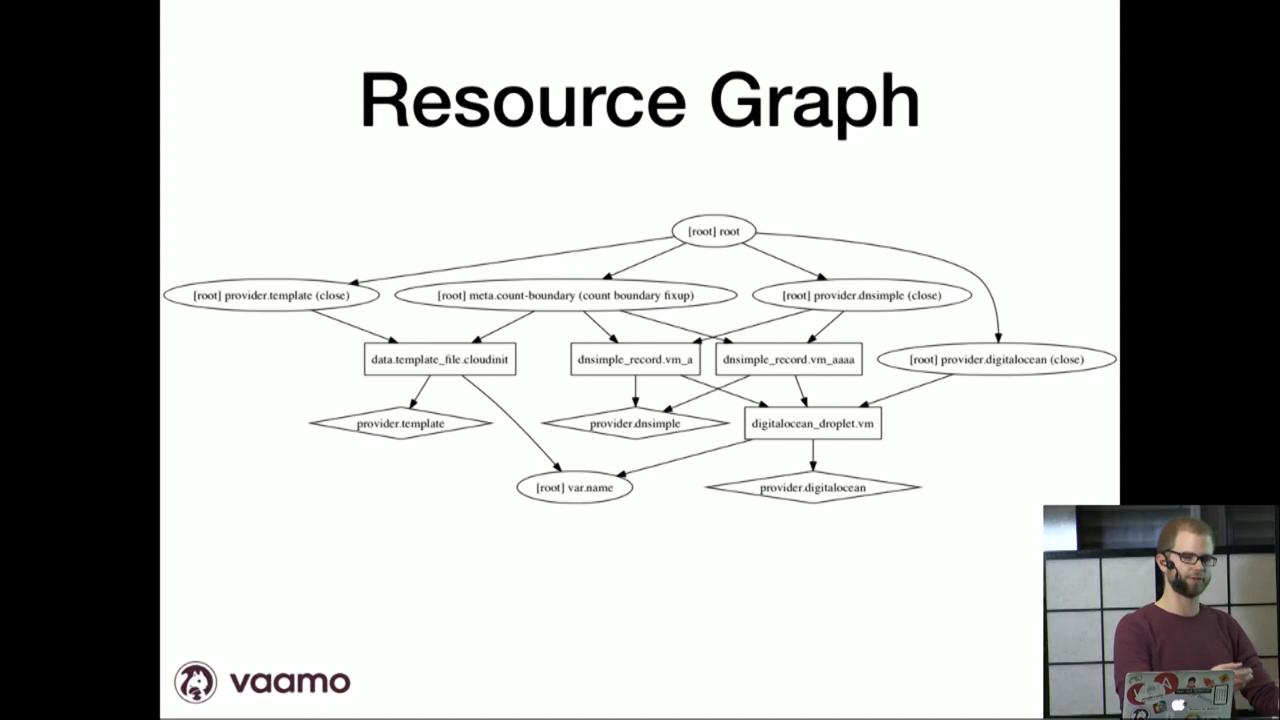 Resource Graph
[root] root
[root] provider.template (close)
[root] meta.count-boundary (count boundary fixup)
[root] provider.dnsimple (close)
data.template_file.cloudinit
dnsimple_record.vm_a
dnsimple_record.vm_aaaa
[root] provider.digitalocean (close)
provider.template
provider.dnsimple
digitalocean_droplet.vm
[root] var.name
provider.digitalocean
vaamo